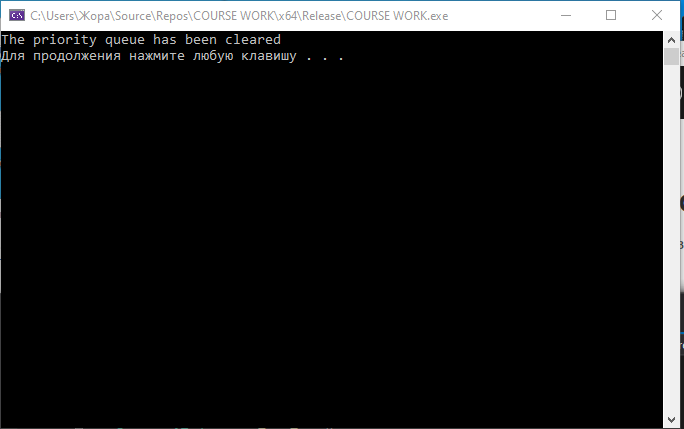 C:\Users\Жора\Source\Repos\COURSE WORK\x64\Release\COURSE WORK.exe
The priority queue has been cleared
Для продолжения нажмите любую клавишу . . .